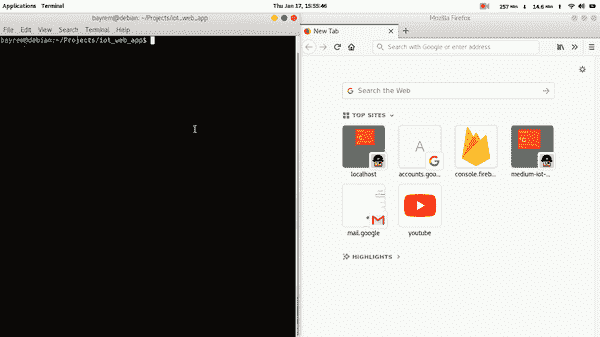 Applications Terminal
Thu Jan 17, 15:55:46
257 Min 14.6 Kmn
bayrem@debian: ~/Projects/iot_web_app
File Edit View Search Terminal Help
bayrem@debian:~/Projects/iot_web_app$
Mozilla Firefox
New Tab
Search with Google or enter address
Search the Web
TOP SITES
localhost
A
accounts.goo...
console.fireb...
medium-iot-...
mail.google
youtube
HIGHLIGHTS